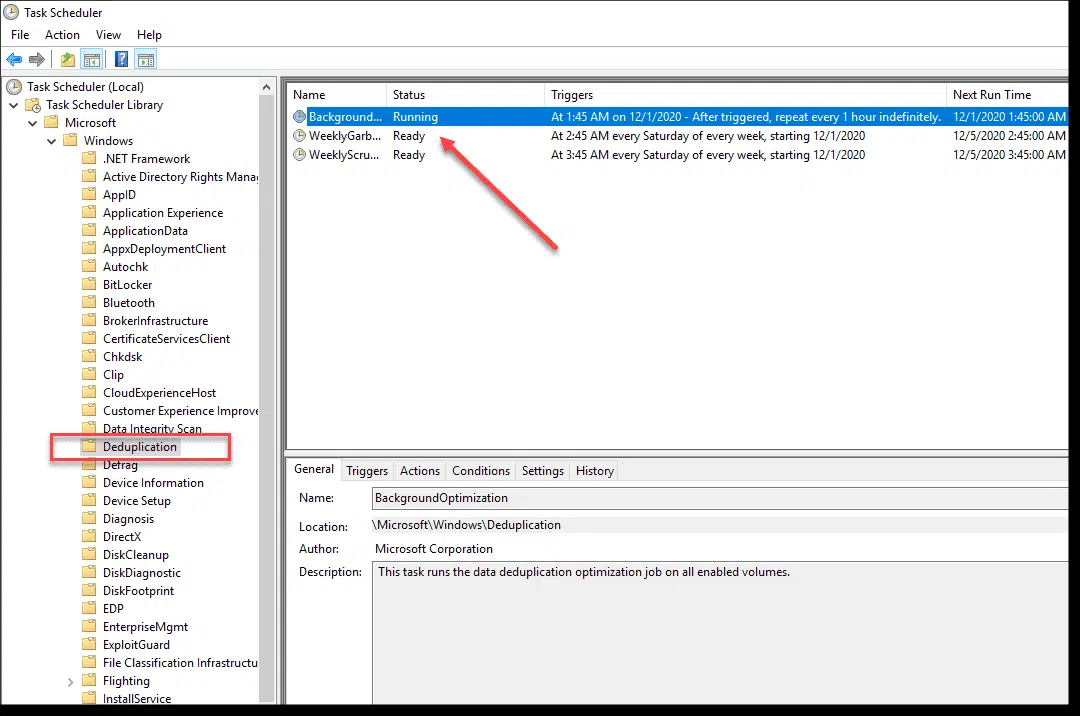 Task Scheduler
File Action View Help
Task Scheduler (Local)
Task Scheduler Library
Microsoft
Windows
.NET Framework
Active Directory Rights Mana
AppID
Application Experience
ApplicationData
AppxDeploymentClient
Autochk
BitLocker
Bluetooth
BrokerInfrastructure
CertificateServicesClient
Chkdsk
Clip
CloudExperienceHost
Customer Experience Improve
Data Integrity Scan
Deduplication
Defrag
Device Information
Device Setup
Diagnosis
DirectX
DiskCleanup
DiskDiagnostic
DiskFootprint
EDP
EnterpriseMgmt
ExploitGuard
File Classification Infrastructu
Flighting
InstallService
Name Status Triggers Next Run Time
Background... Running At 1:45 AM on 12/1/2020 - After triggered, repeat every 1 hour indefinitely. 12/1/2020 1:45:00 AM
WeeklyGarb... Ready At 2:45 AM every Saturday of every week, starting 12/1/2020 12/5/2020 2:45:00 AM
WeeklyScru... Ready At 3:45 AM every Saturday of every week, starting 12/1/2020 12/5/2020 3:45:00 AM
General Triggers Actions Conditions Settings History
Name: BackgroundOptimization
Location: \Microsoft\Windows\Deduplication
Author: Microsoft Corporation
Description: This task runs the data deduplication optimization job on all enabled volumes.